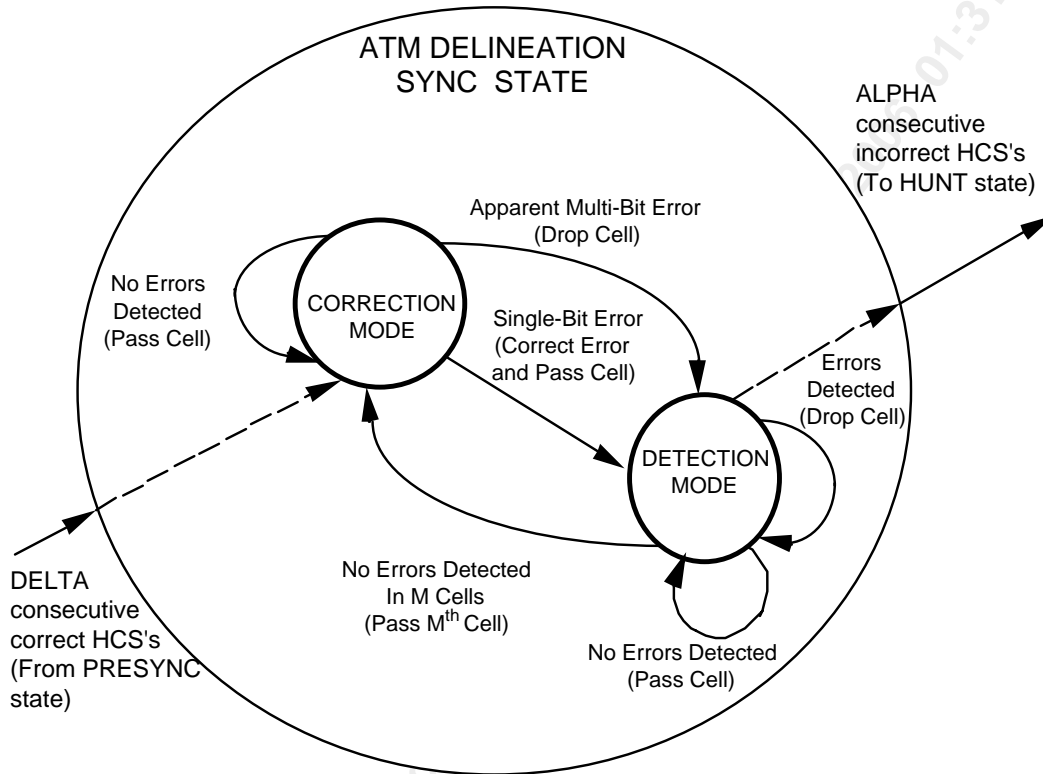 ATM DELINEATION
SYNC STATE
ALPHA
consecutive
incorrect HCS's
(To HUNT state)
Apparent Multi-Bit Error
(Drop Cell)
No Errors
Detected
(Pass Cell)
CORRECTION
MODE
Single-Bit Error
(Correct Error
and Pass Cell)
Errors
Detected
(Drop Cell)
DETECTION
MODE
No Errors Detected
In M Cells
(Pass Mth Cell)
No Errors Detected
(Pass Cell)
DELTA
consecutive
correct HCS's
(From PRESYNC
state)